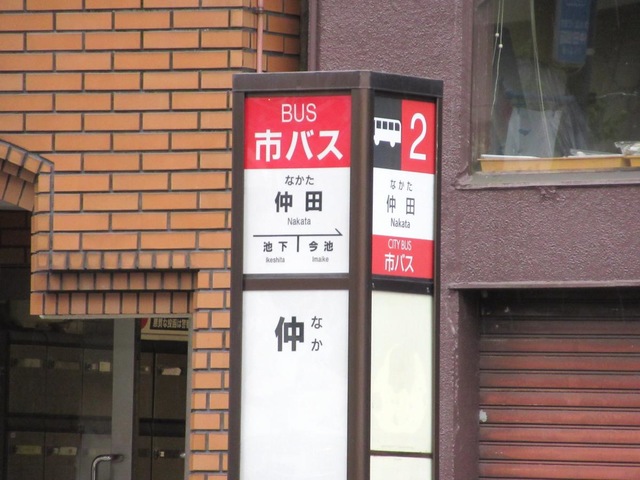 BUS
市バス
なかた
仲田
Nakata
池下 今池
Ikeshita Imaike
仲 なか
2
なかた
仲田
Nakata
CITY BUS
市バス